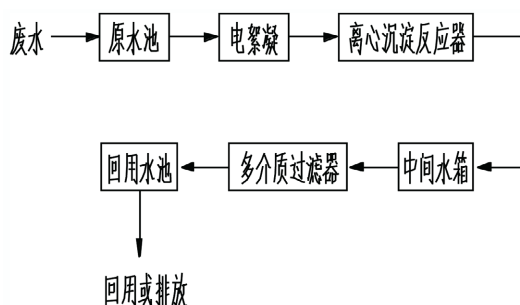 废水
原水池
电絮凝
离心沉淀反应器
中间水箱
多介质过滤器
回用水池
回用或排放